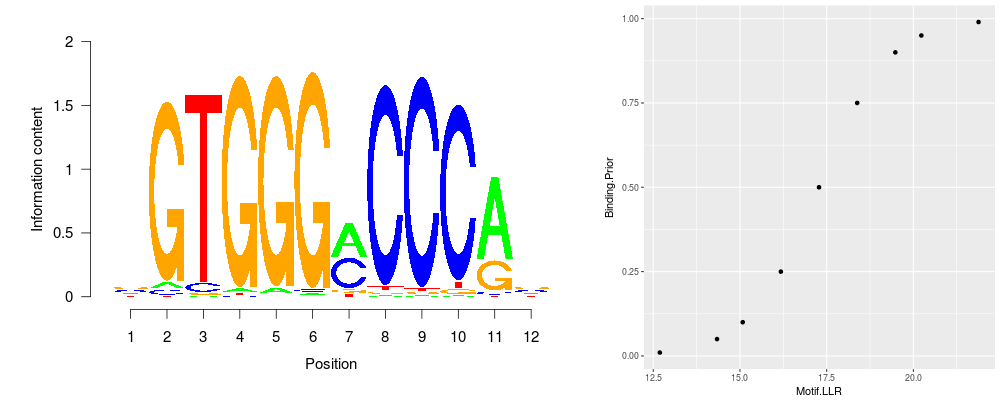 Information content
2
1.5
1
0.5
0
GTGGGACCCA
C
G
1 2 3 4 5 6 7 8 9 10 11 12
Position
Binding.Prior
1.00
0.75
0.50
0.25
0.00
12.5 15.0 17.5 20.0
Motif.LLR